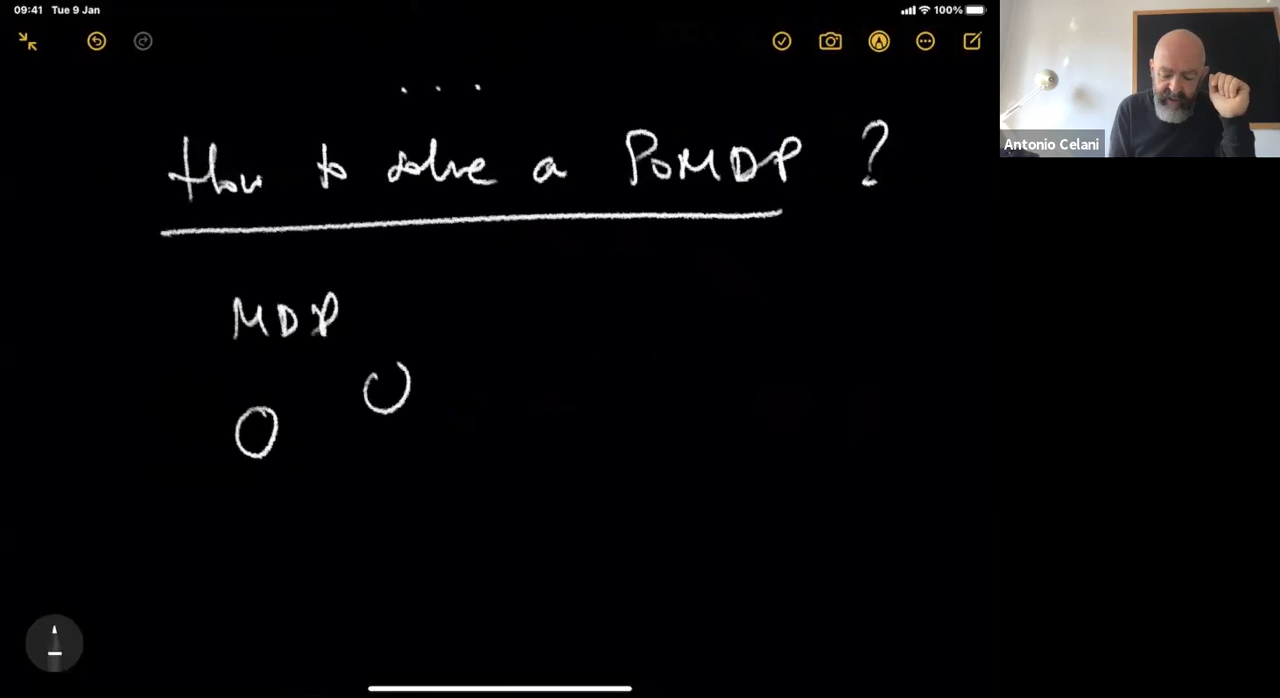 09:41 Tue 9 Jan
100%
Antonio Celani
...
How to solve a POMDP ?
MDP